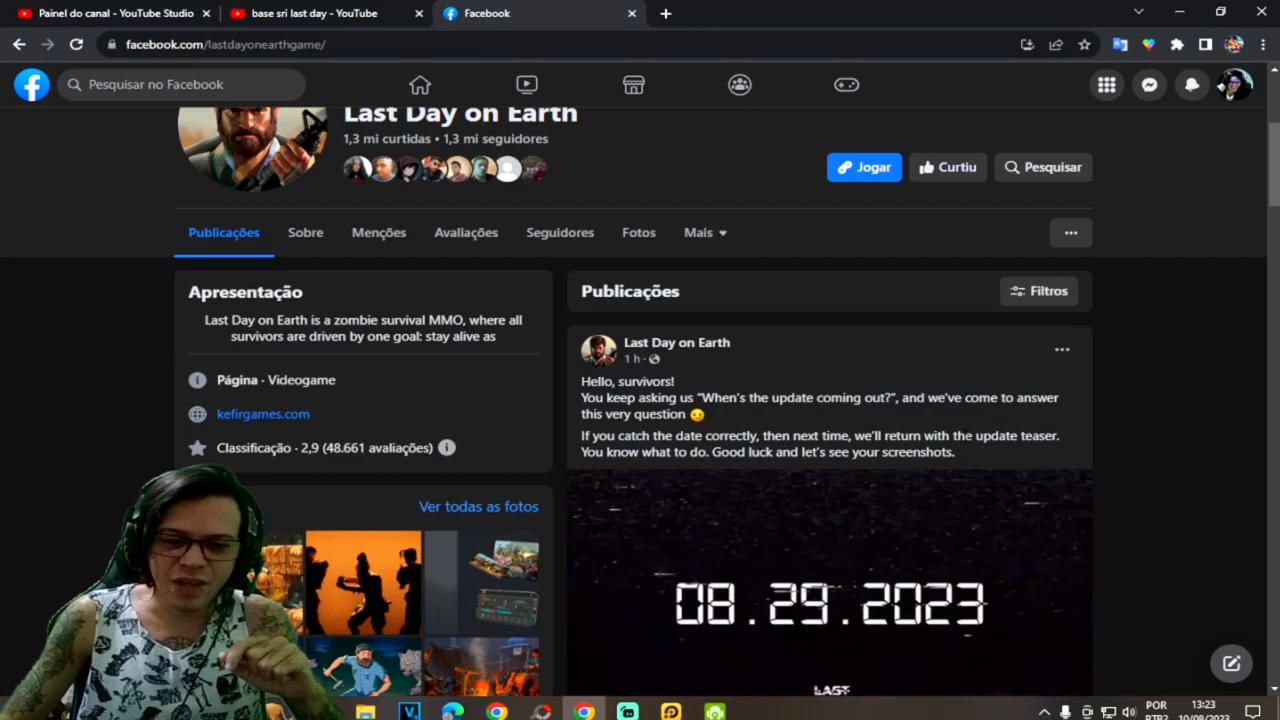 Painel do canal - YouTube Studio
base sri last day - YouTube
Facebook
facebook.com/lastdayonearthgame/
Pesquisar no Facebook
Last Day on Earth
1,3 mi curtidas • 1,3 mi seguidores
Jogar
Curtiu
Pesquisar
Publicações
Sobre
Menções
Avaliações
Seguidores
Fotos
Mais
Apresentação
Last Day on Earth is a zombie survival MMO, where all
survivors are driven by one goal: stay alive as
Página · Videogame
kefirgames.com
Classificação · 2,9 (48.661 avaliações)
Ver todas as fotos
Publicações
Filtros
Last Day on Earth
1 h ·
Hello, survivors!
You keep asking us “When’s the update coming out?”, and we’ve come to answer
this very question
If you catch the date correctly, then next time, we’ll return with the update teaser.
You know what to do. Good luck and let’s see your screenshots.
08.29.2023
LAST
POR
PTB2
13:23
10/08/2023